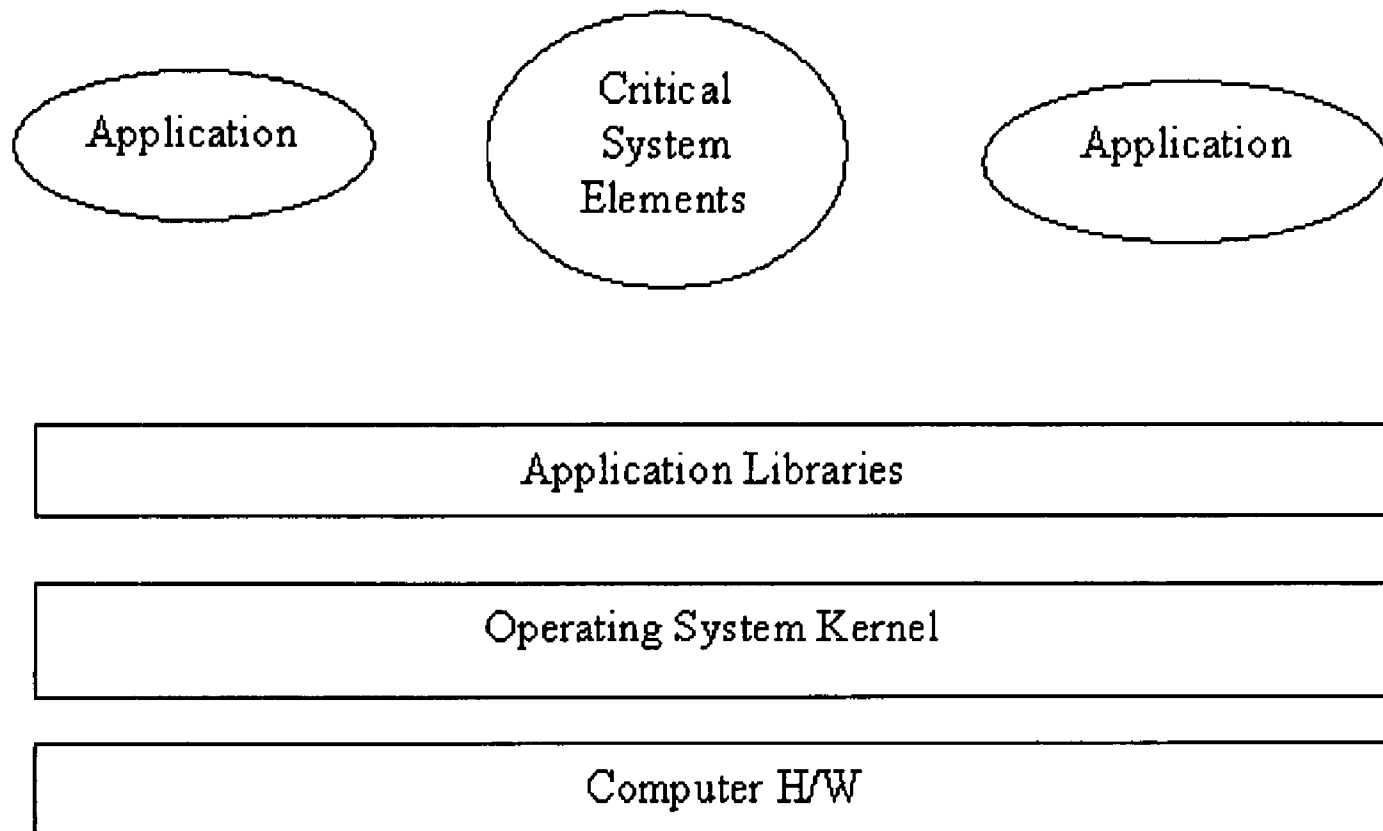 Application
Critical
System
Elements
Application
Application Libraries
Operating System Kernel
Computer H/W